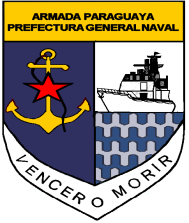 ARMADA PARAGUAYA
PREFECTURA GENERAL NAVAL
VENCER O MORIR